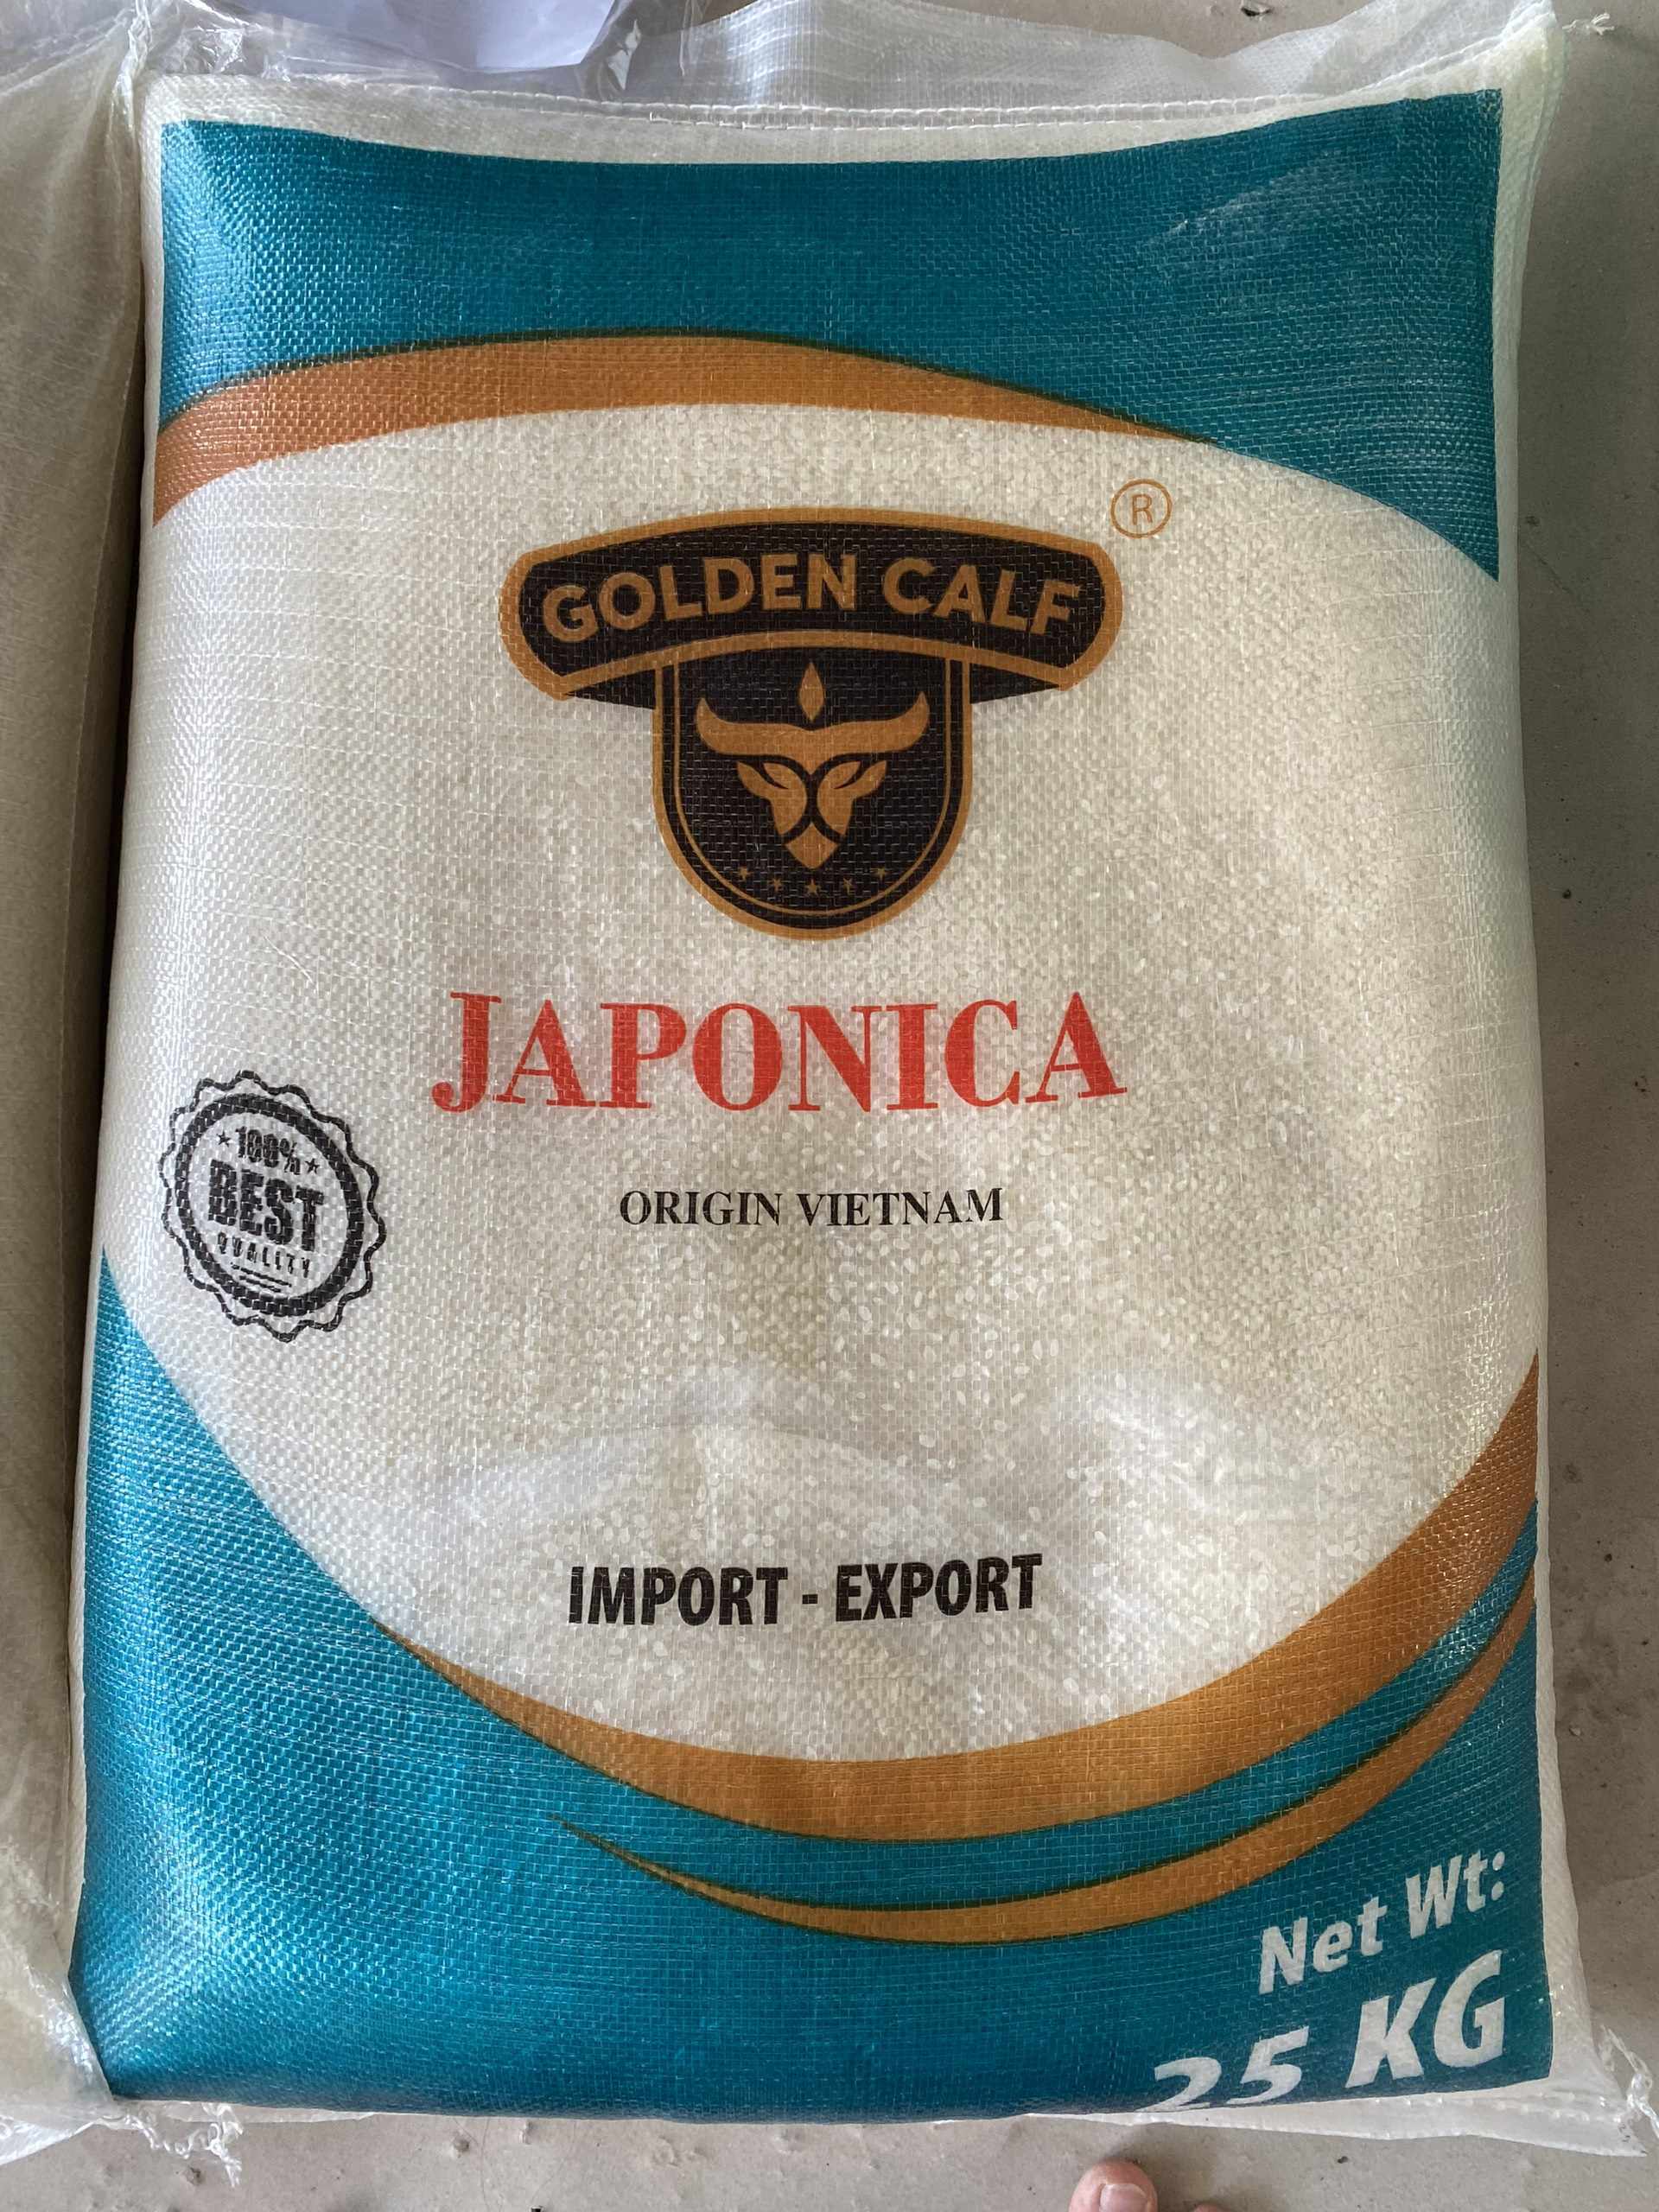 GOLDEN CALF
®
JAPONICA
100%
BEST
QUALITY
ORIGIN VIETNAM
IMPORT - EXPORT
Net Wt:
25 KG